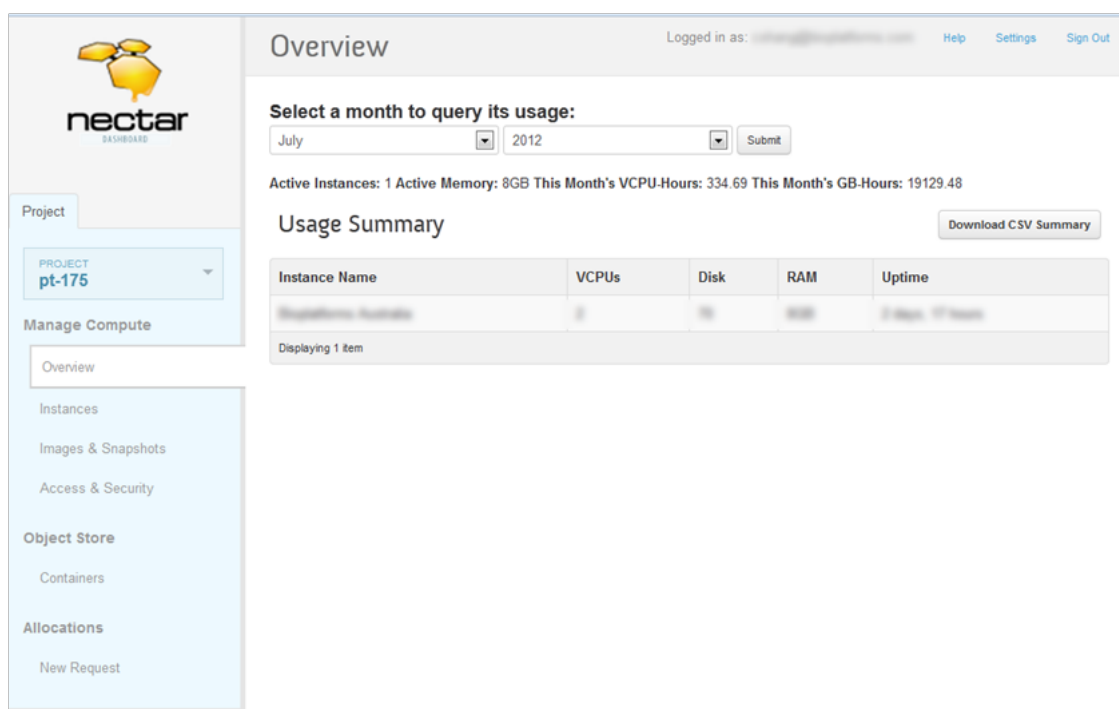 nectar
DASHBOARD
Project
PROJECT
pt-175
Manage Compute
Overview
Instances
Images & Snapshots
Access & Security
Object Store
Containers
Allocations
New Request
Overview
Logged in as:
Help Settings Sign Out
Select a month to query its usage:
July 2012 Submit
Active Instances: 1 Active Memory: 8GB This Month's VCPU-Hours: 334.69 This Month's GB-Hours: 19129.48
Usage Summary
Download CSV Summary
Instance Name VCPUs Disk RAM Uptime
Displaying 1 item